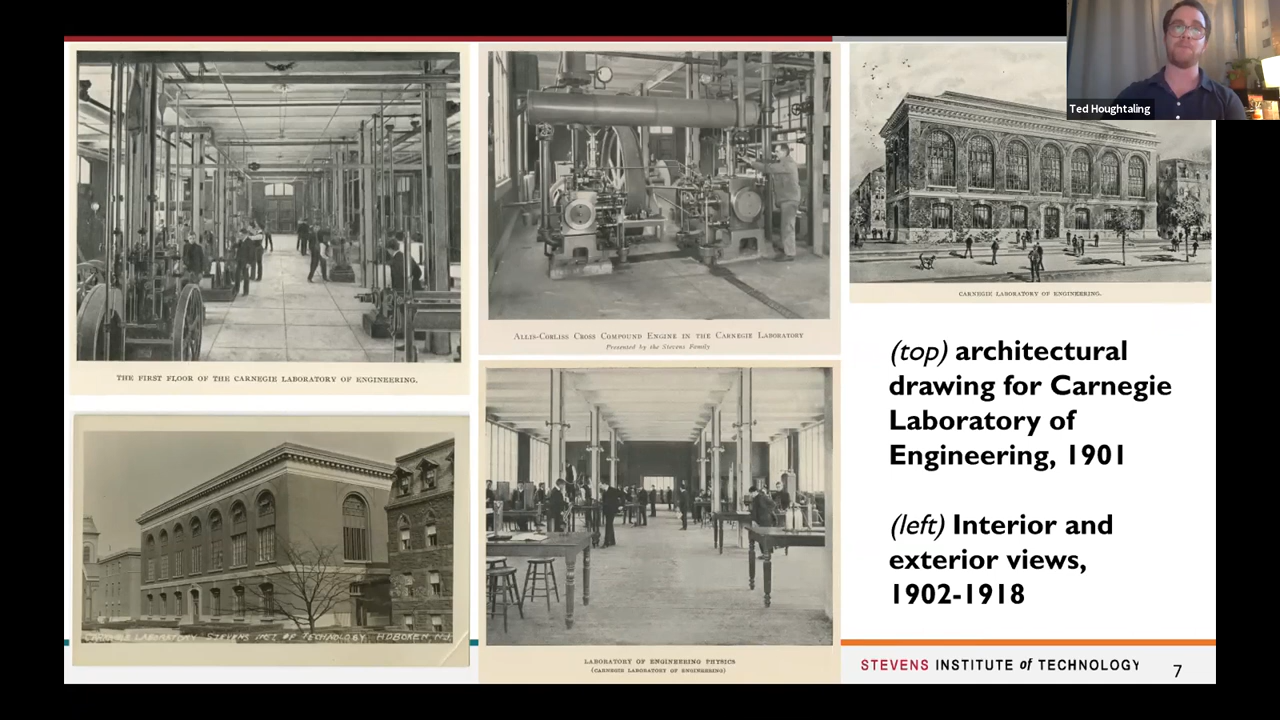 Ted Houghtaling
THE FIRST FLOOR OF THE CARNEGIE LABORATORY OF ENGINEERING.
ALLIS-CORLISS CROSS COMPOUND ENGINE IN THE CARNEGIE LABORATORY
Presented by the Stevens Family
CARNEGIE LABORATORY OF ENGINEERING.
(top) architectural
drawing for Carnegie
Laboratory of
Engineering, 1901
(left) Interior and
exterior views,
1902-1918
CARNEGIE LABORATORY STEVENS INST OF TECHNOLOGY. HOBOKEN, N.J.
LABORATORY OF ENGINEERING PHYSICS
(CARNEGIE LABORATORY OF ENGINEERING)
STEVENS INSTITUTE of TECHNOLOGY
7